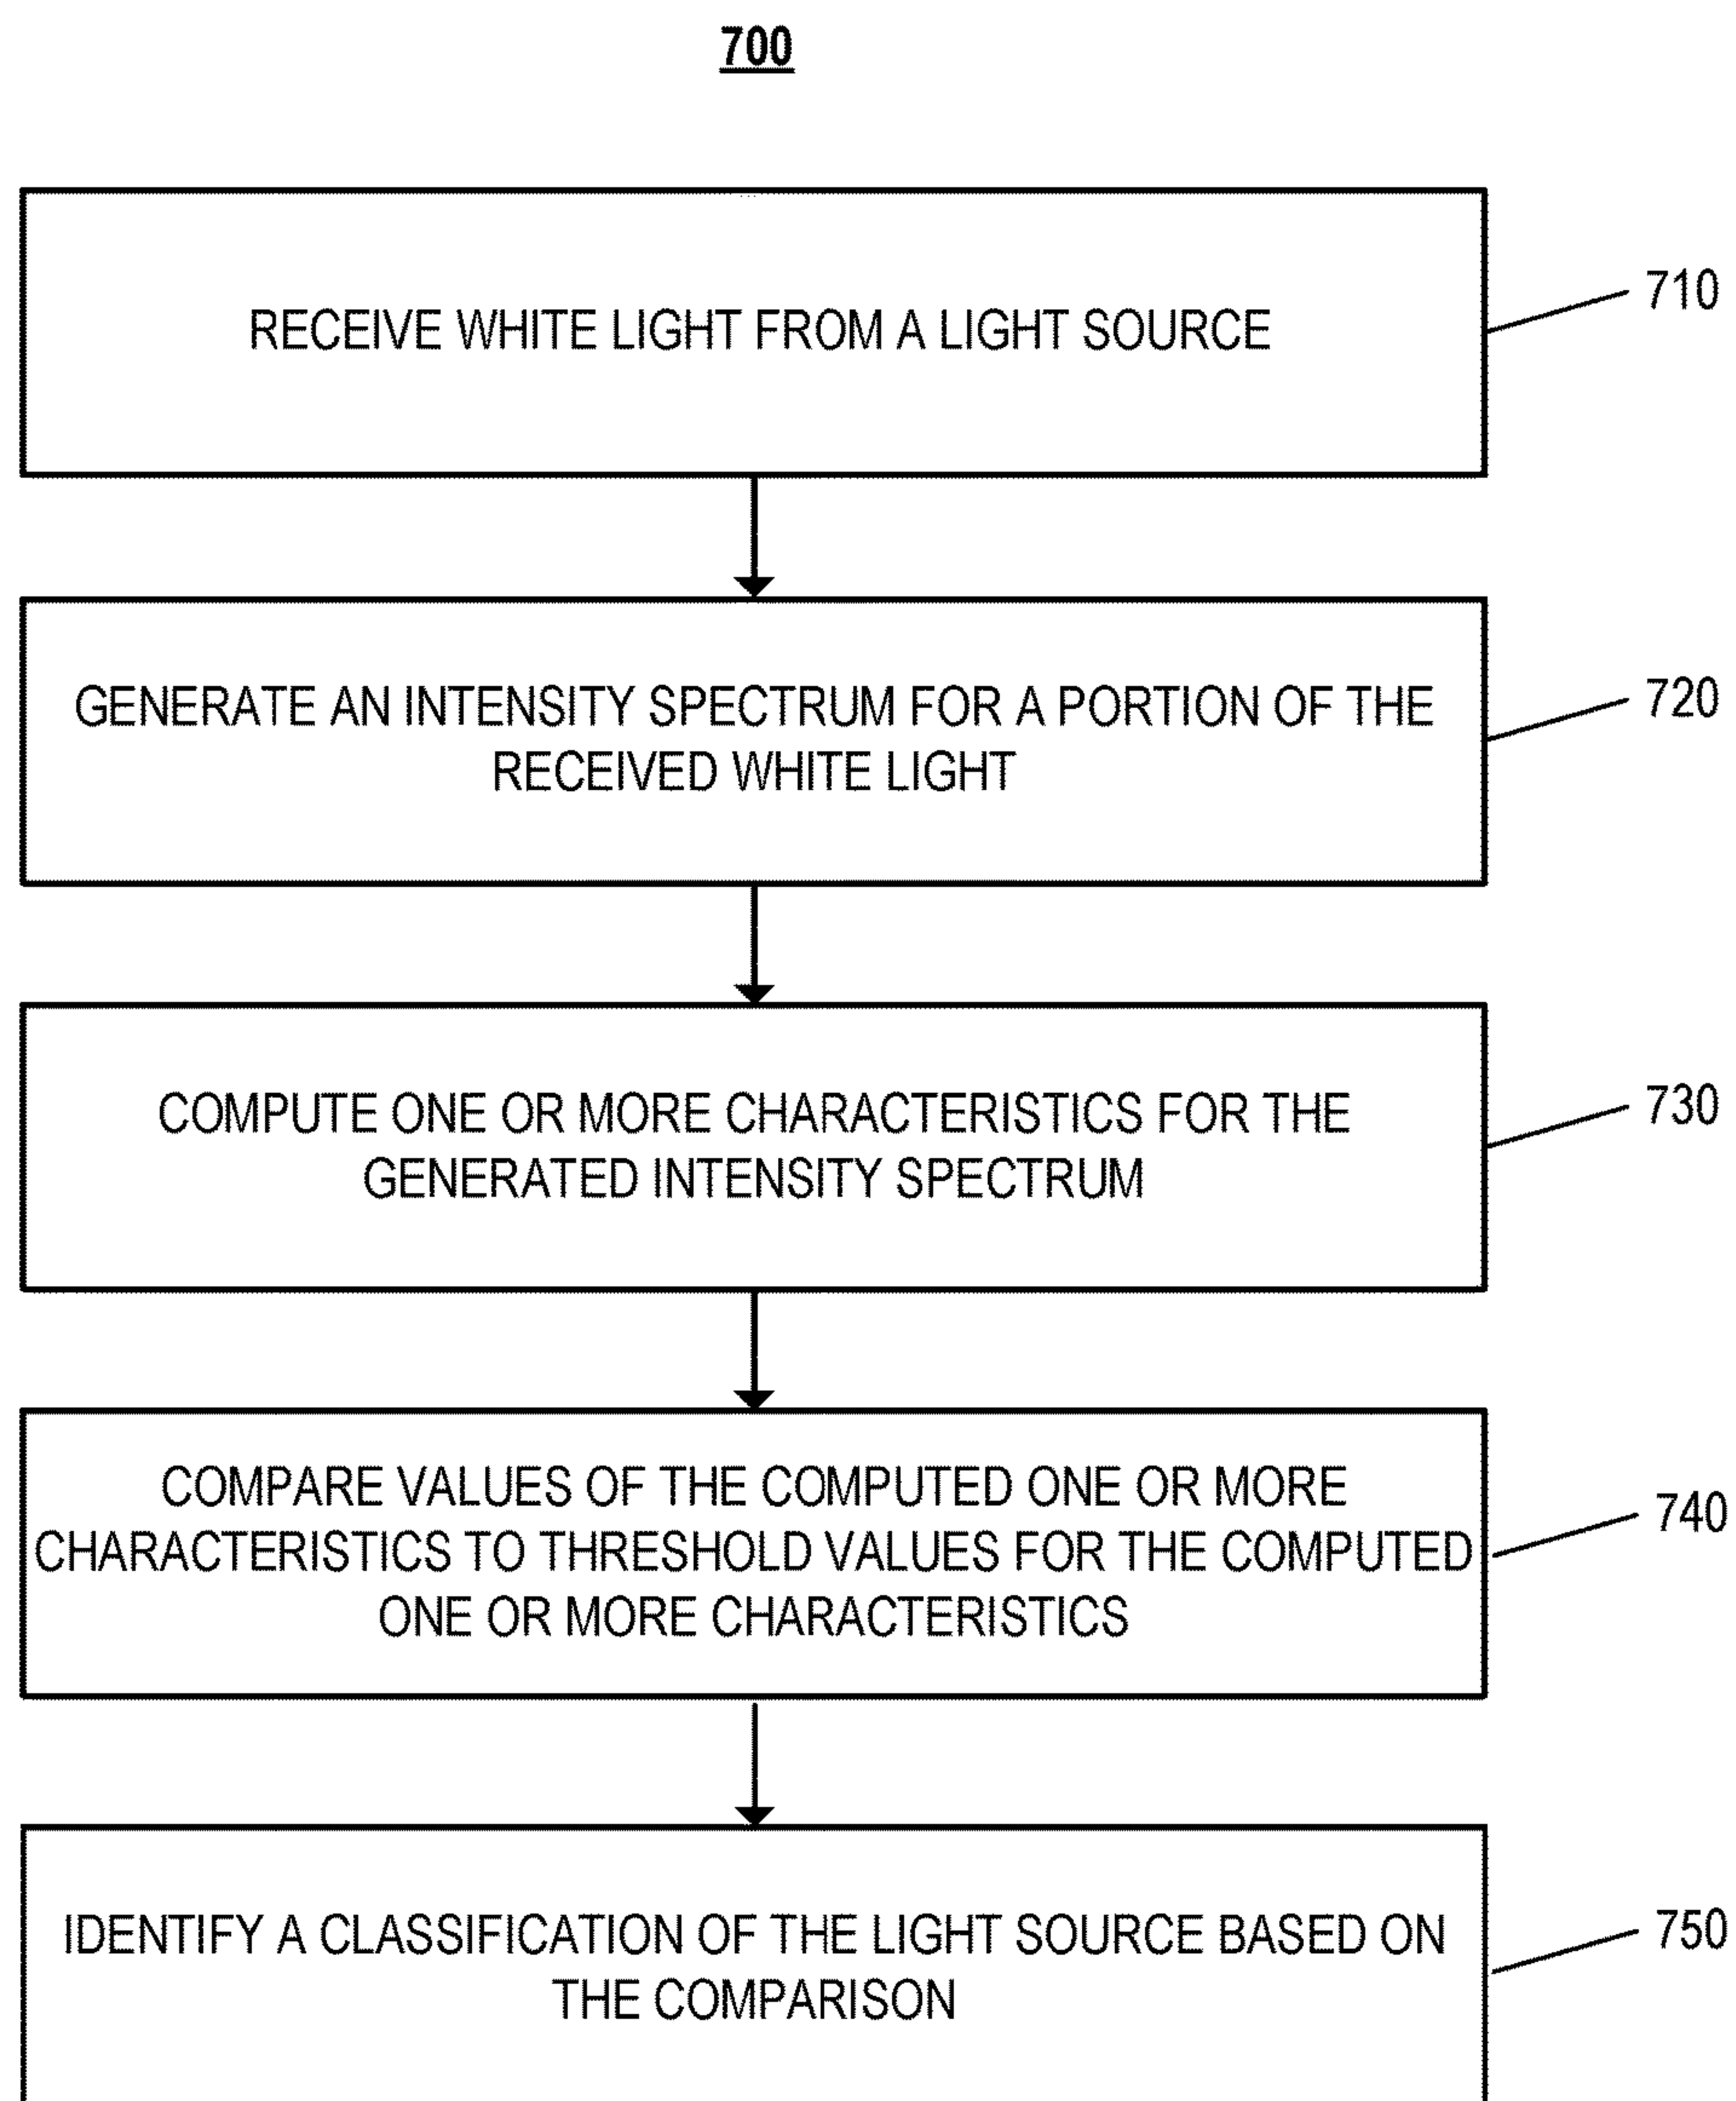 700
RECEIVE WHITE LIGHT FROM A LIGHT SOURCE
710
GENERATE AN INTENSITY SPECTRUM FOR A PORTION OF THE
RECEIVED WHITE LIGHT
720
COMPUTE ONE OR MORE CHARACTERISTICS FOR THE
GENERATED INTENSITY SPECTRUM
730
COMPARE VALUES OF THE COMPUTED ONE OR MORE
CHARACTERISTICS TO THRESHOLD VALUES FOR THE COMPUTED
ONE OR MORE CHARACTERISTICS
740
IDENTIFY A CLASSIFICATION OF THE LIGHT SOURCE BASED ON
THE COMPARISON
750